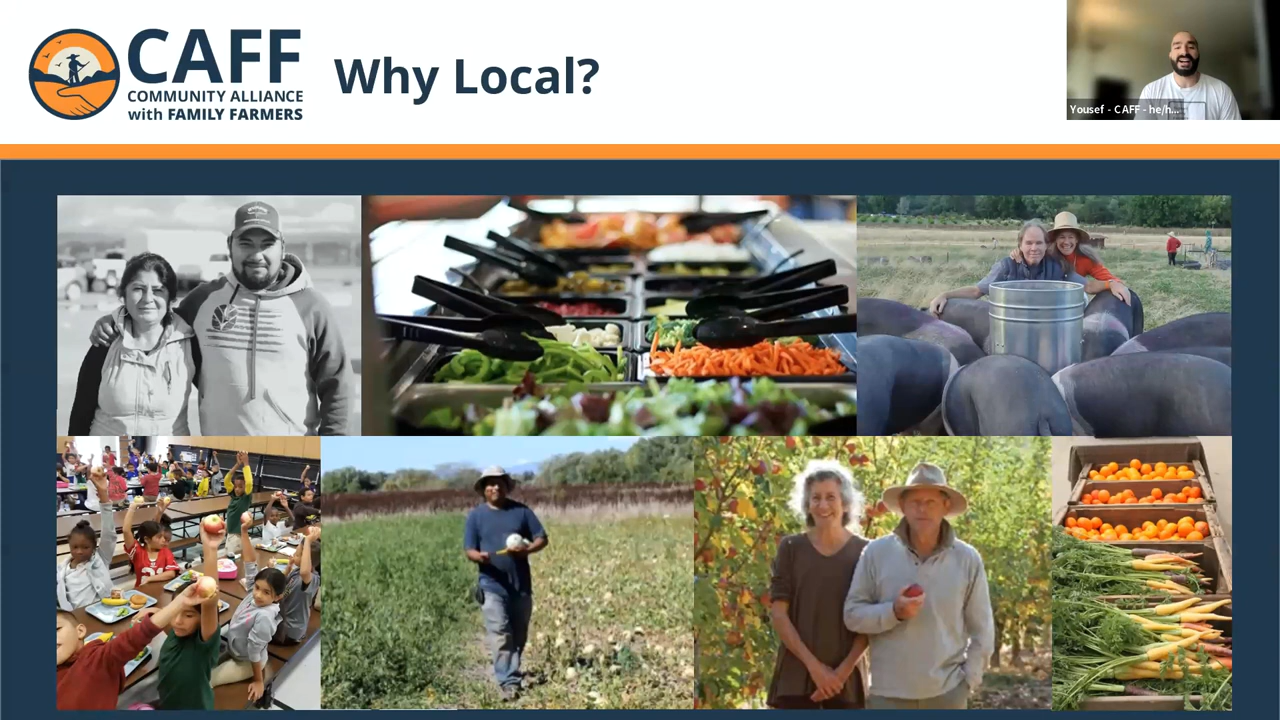 CAFF
COMMUNITY ALLIANCE
with FAMILY FARMERS
Why Local?
Yousef - CAFF - he/h...